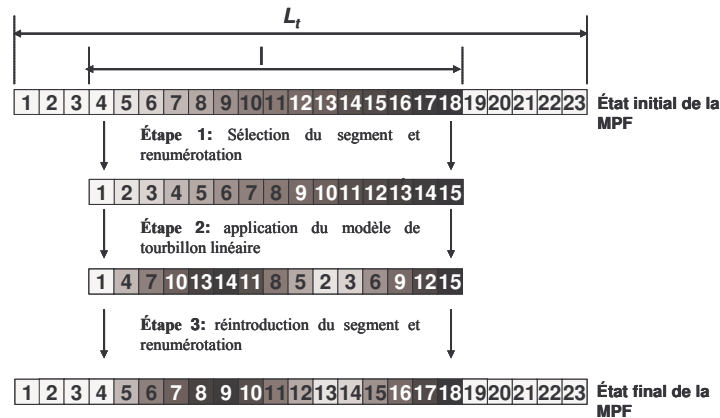 Lt
l
1 2 3 4 5 6 7 8 9 10 11 12 13 14 15 16 17 18 19 20 21 22 23 État initial de la
MPF
Étape 1: Sélection du segment et
renumérotation
1 2 3 4 5 6 7 8 9 10 11 12 13 14 15
Étape 2: application du modèle de
tourbillon linéaire
1 4 7 10 13 14 11 8 5 2 3 6 9 12 15
Étape 3: réintroduction du segment et
renumérotation
1 2 3 4 5 6 7 8 9 10 11 12 13 14 15 16 17 18 19 20 21 22 23 État final de la
MPF